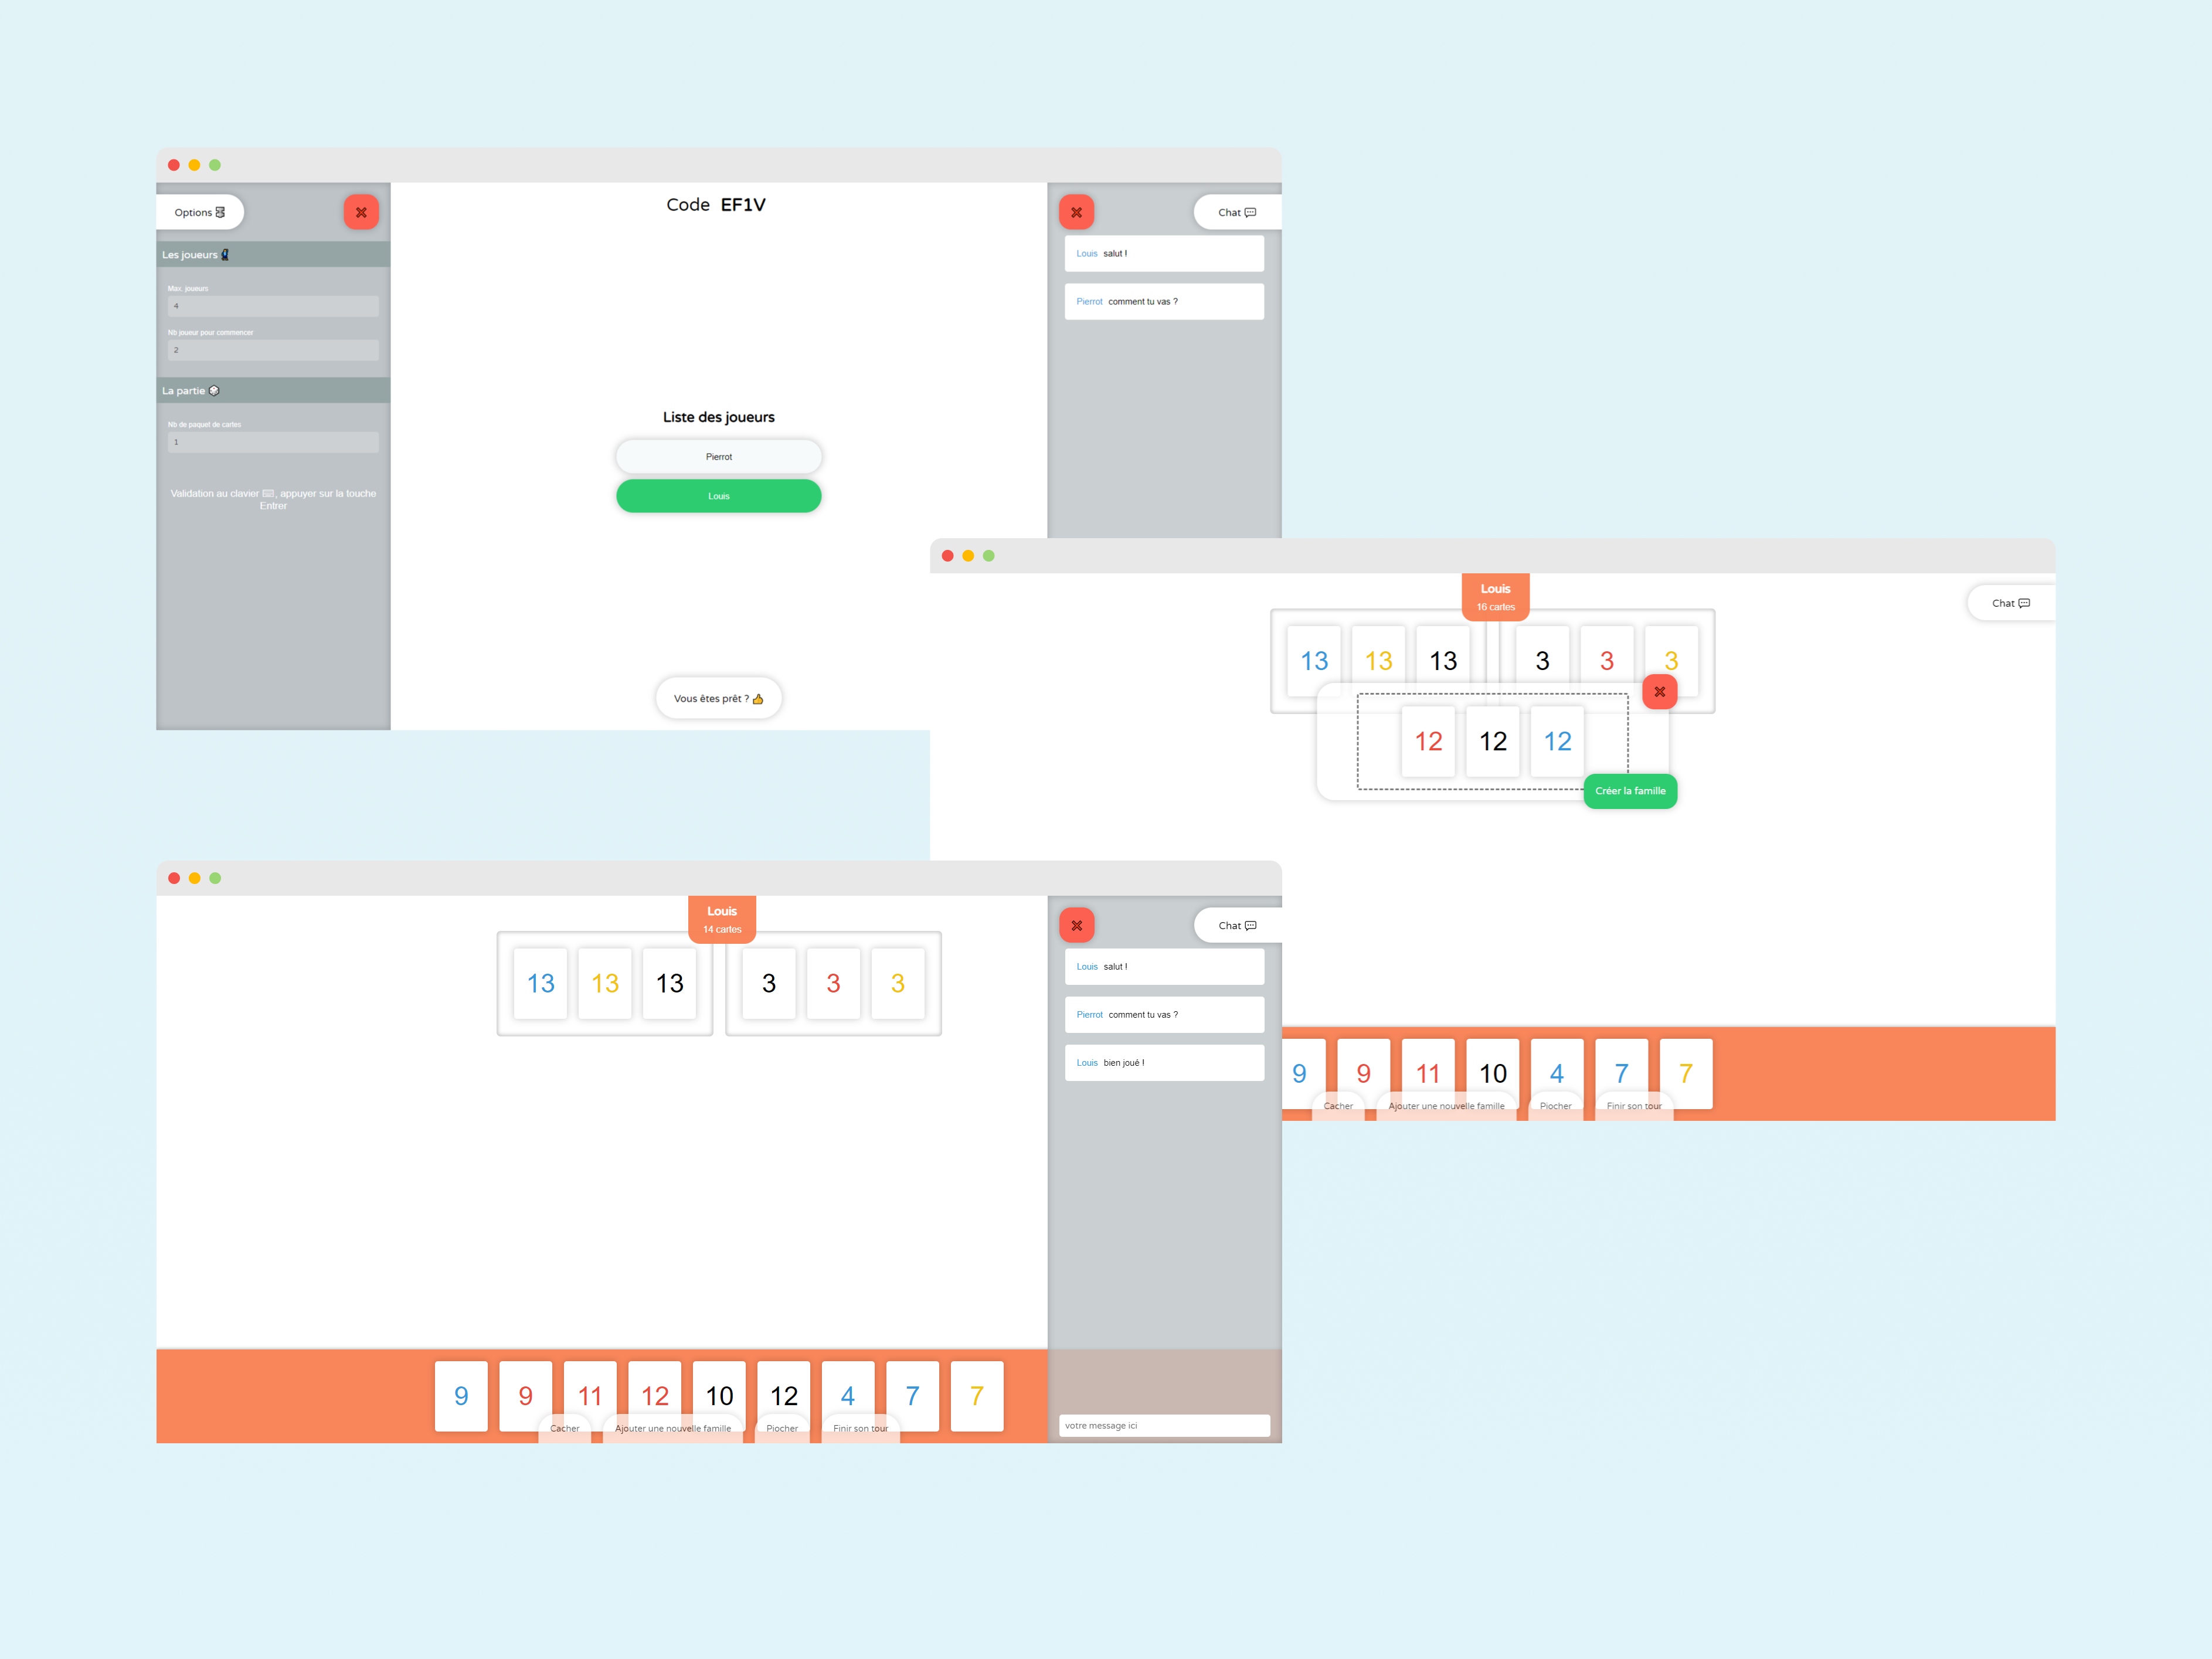 Options
Les joueurs
Max. joueurs
4
Nb joueur pour commencer
2
La partie
Nb de paquet de cartes
1
Validation au clavier , appuyer sur la touche
Entrer
Code EF1V
Liste des joueurs
Pierrot
Louis
Vous êtes prêt ?
Chat
Louis salut !
Pierrot comment tu vas ?
Louis
16 cartes
Chat
13 13 13 3 3 3
12 12 12
Créer la famille
9 9 11 10 4 7 7
Cacher Ajouter une nouvelle famille Piocher Finir son tour
Louis
14 cartes
13 13 13 3 3 3
9 9 11 12 10 12 4 7 7
Cacher Ajouter une nouvelle famille Piocher Finir son tour
Chat
Louis salut !
Pierrot comment tu vas ?
Louis bien joué !
votre message ici